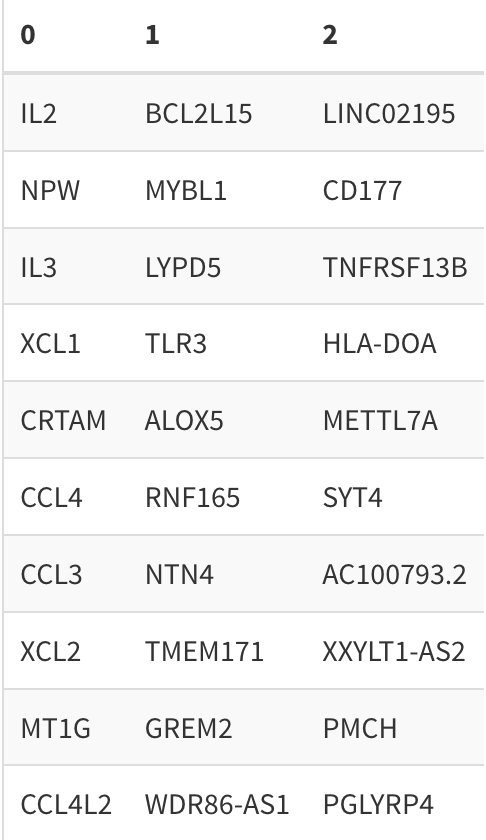 0 1 2
IL2 BCL2L15 LINC02195
NPW MYBL1 CD177
IL3 LYPD5 TNFRSF13B
XCL1 TLR3 HLA-DOA
CRTAM ALOX5 METTL7A
CCL4 RNF165 SYT4
CCL3 NTN4 AC100793.2
XCL2 TMEM171 XXYLT1-AS2
MT1G GREM2 PMCH
CCL4L2 WDR86-AS1 PGLYRP4